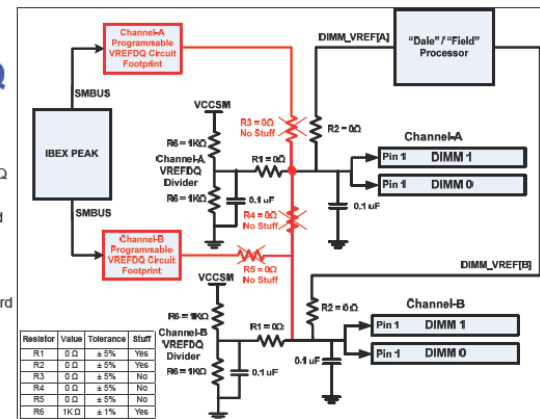 Q
Q
d
rd
Channel-A
Programmable
VREFDQ Circuit
Footprint
SMBUS
IBEX PEAK
SMBUS
Channel-B
Programmable
VREFDQ Circuit
Footprint
DIMM_VREF[A]
"Dale" / "Field"
Processor
VCCSM
R3 = 0Ω
No Stuff
R2 = 0Ω
R6 = 1KΩ
Channel-A
VREFDQ
Divider
R6 = 1KΩ
R1 = 0Ω
0.1 uF
R4 = 0Ω
No Stuff
0.1 uF
Channel-A
Pin 1 DIMM 1
Pin 1 DIMM 0
R5 = 0Ω
No Stuff
DIMM_VREF[B]
VCCSM
R6 = 1KΩ
Channel-B
VREFDQ
Divider
R6 = 1KΩ
R1 = 0Ω
R2 = 0Ω
0.1 uF
0.1 uF
Channel-B
Pin 1 DIMM 1
Pin 1 DIMM 0
Resistor Value Tolerance Stuff
R1 0 Ω ± 5% Yes
R2 0 Ω ± 5% Yes
R3 0 Ω ± 5% No
R4 0 Ω ± 5% No
R5 0 Ω ± 5% No
R6 1K Ω ± 1% Yes